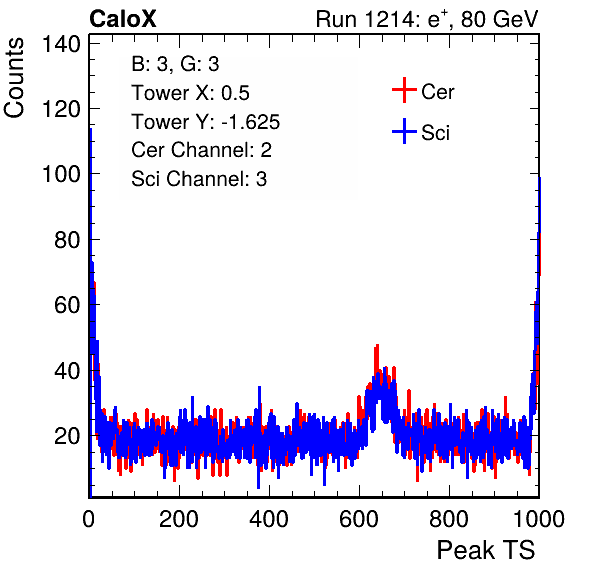 CaloX
Run 1214: e+, 80 GeV
Counts
140
120
100
80
60
40
20
B: 3, G: 3
Tower X: 0.5
Tower Y: -1.625
Cer Channel: 2
Sci Channel: 3
Cer
Sci
0
200
400
600
800
1000
Peak TS